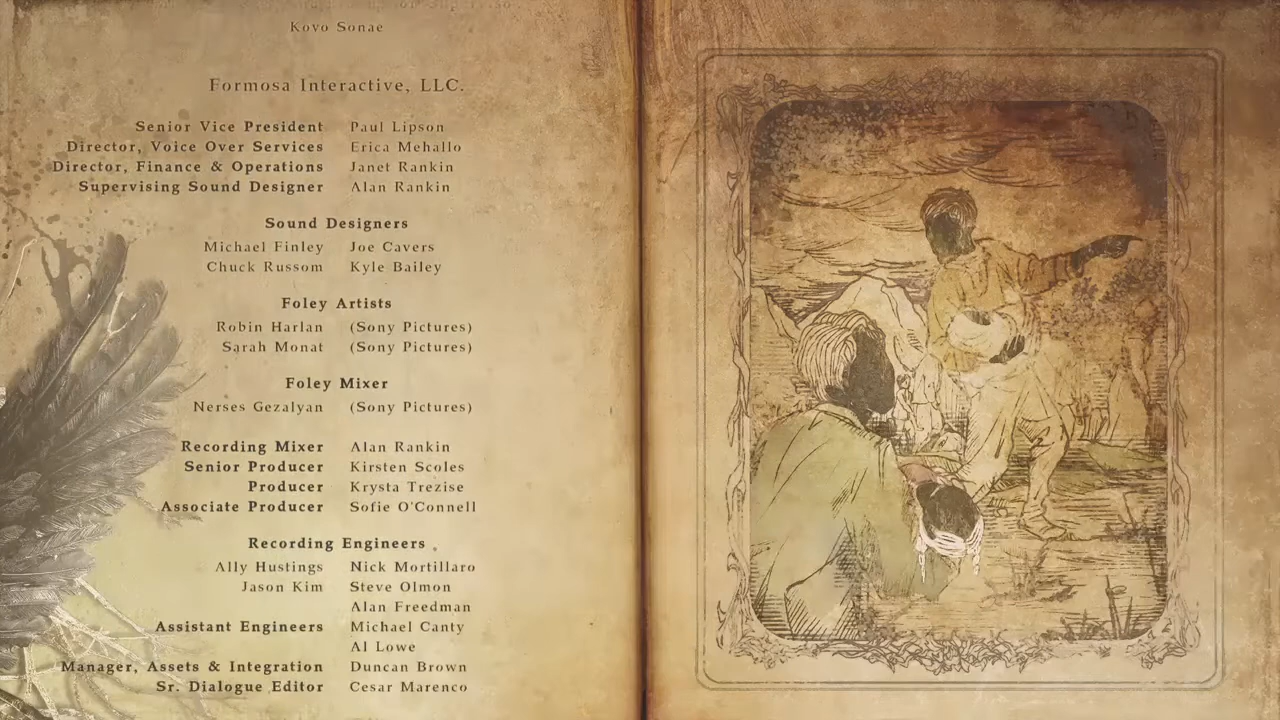 Kovo Sonae
Formosa Interactive, LLC.
Senior Vice President Paul Lipson
Director, Voice Over Services Erica Mehallo
Director, Finance & Operations Janet Rankin
Supervising Sound Designer Alan Rankin
Sound Designers
Michael Finley Joe Cavers
Chuck Russom Kyle Bailey
Foley Artists
Robin Harlan (Sony Pictures)
Sarah Monat (Sony Pictures)
Foley Mixer
Nerses Gezalyan (Sony Pictures)
Recording Mixer Alan Rankin
Senior Producer Kirsten Scoles
Producer Krysta Trezise
Associate Producer Sofie O'Connell
Recording Engineers
Ally Hustings Nick Mortillaro
Jason Kim Steve Olmon
Alan Freedman
Assistant Engineers Michael Canty
Al Lowe
Manager, Assets & Integration Duncan Brown
Sr. Dialogue Editor Cesar Marenco